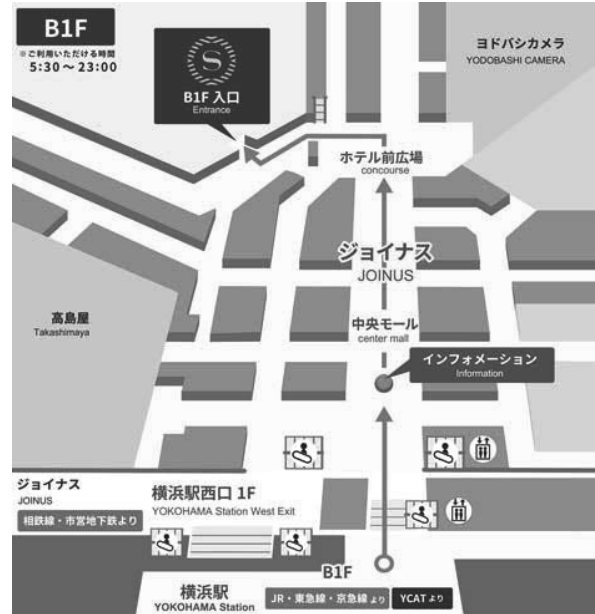 B1F
※ご利用いただける時間
5:30～23:00
S
B1F 入口
Entrance
ヨドバシカメラ
YODOBASHI CAMERA
ホテル前広場
concourse
ジョイナス
JOINUS
高島屋
Takashimaya
中央モール
center mall
インフォメーション
Information
ジョイナス
JOINUS
相鉄線・市営地下鉄より
横浜駅西口 1F
YOKOHAMA Station West Exit
B1F
横浜駅
YOKOHAMA Station
JR・東急線・京急線より
YCATより